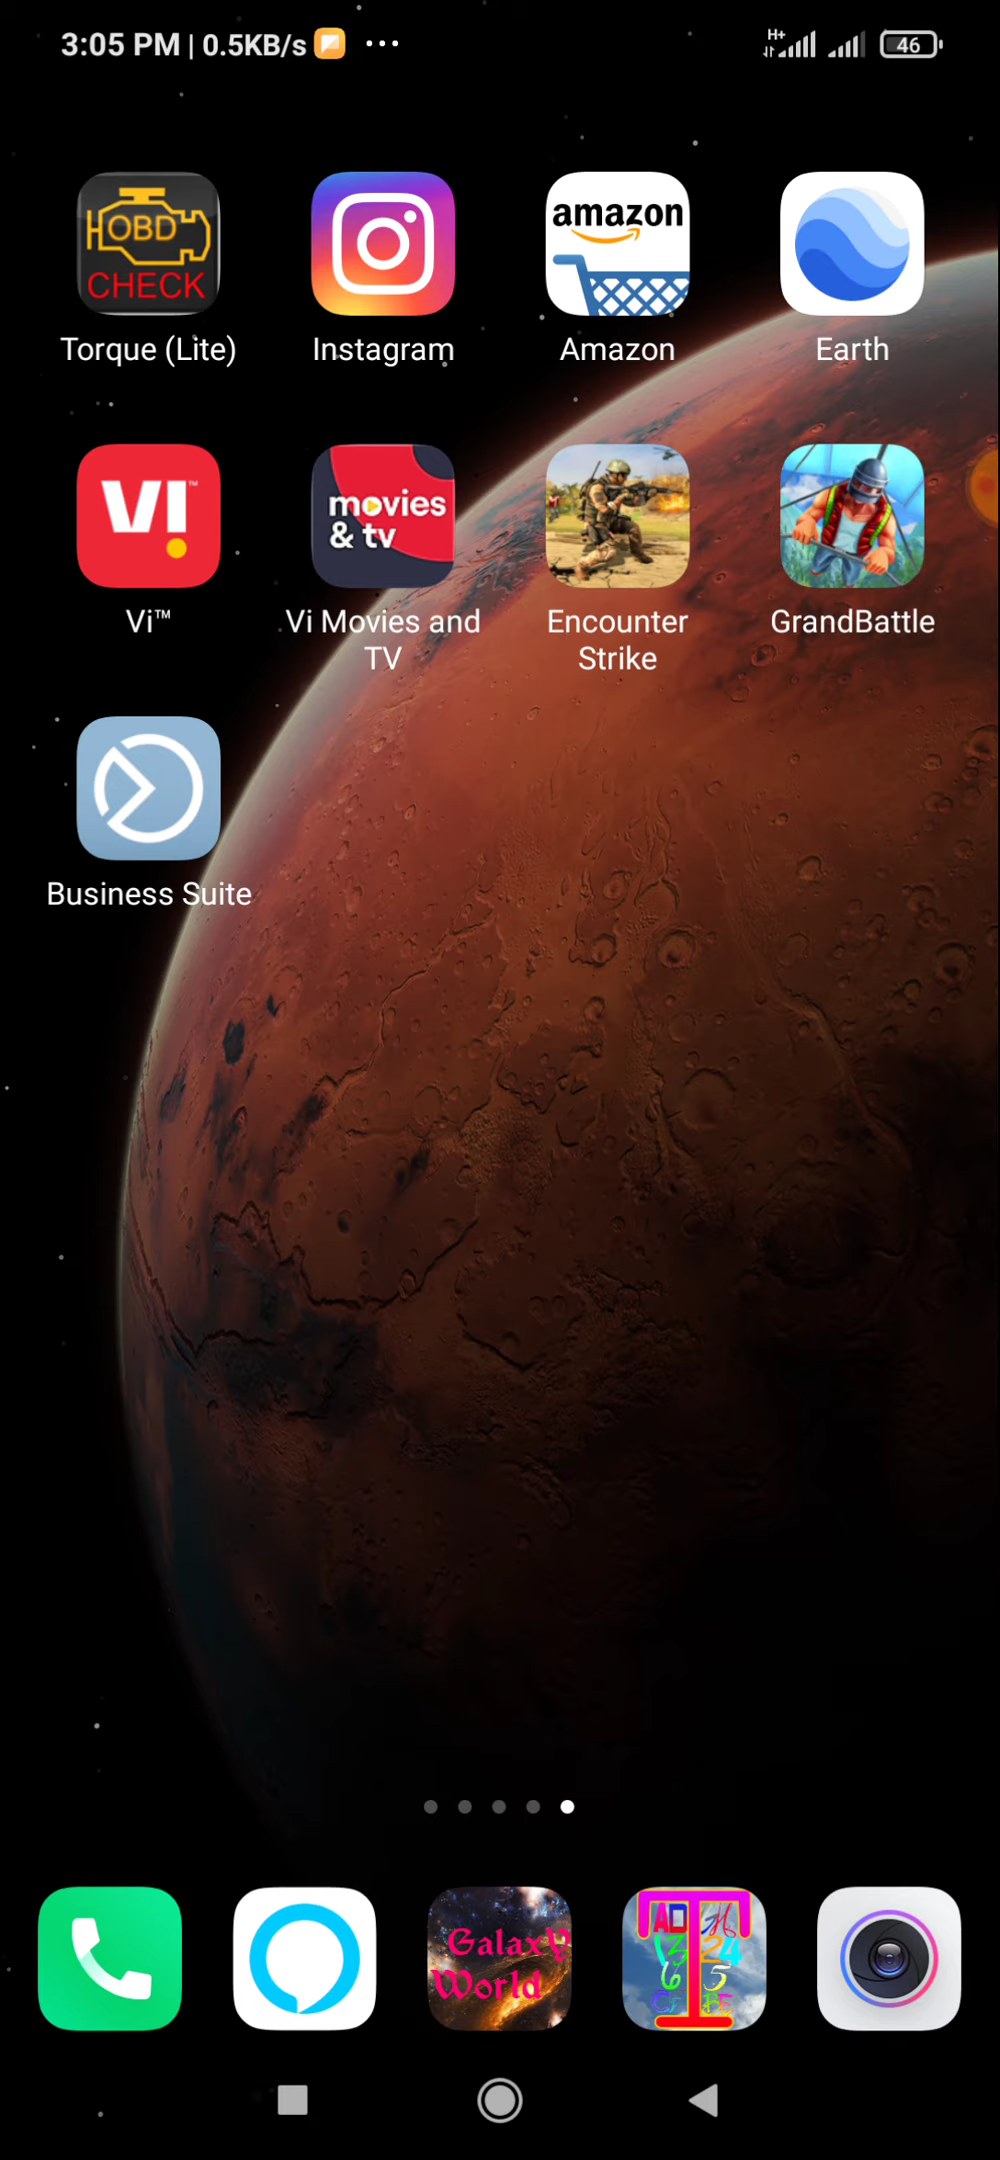 3:05 PM | 0.5KB/s ...
H+
46
OBD
CHECK
amazon
Torque (Lite)
Instagram
Amazon
Earth
VI™
movies
& tv
Vi™
Vi Movies and
TV
Encounter
Strike
GrandBattle
Business Suite
Galaxy
World